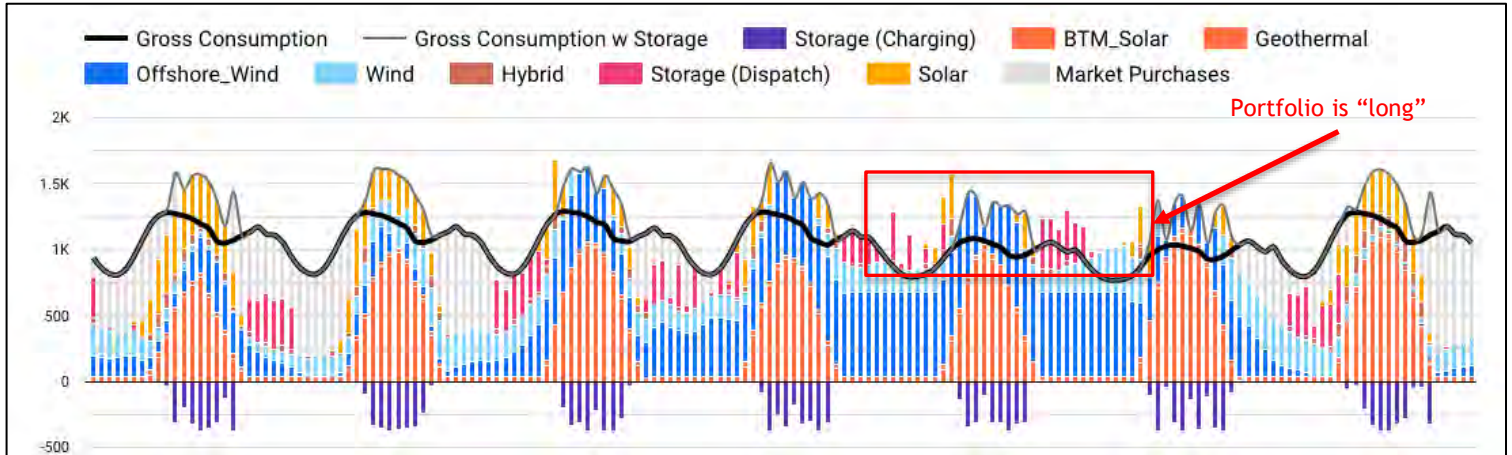 Gross Consumption Gross Consumption w Storage Storage (Charging) BTM_Solar Geothermal
Offshore_Wind Wind Hybrid Storage (Dispatch) Solar Market Purchases
Portfolio is “long”
2K
1.5K
1K
500
0
-500